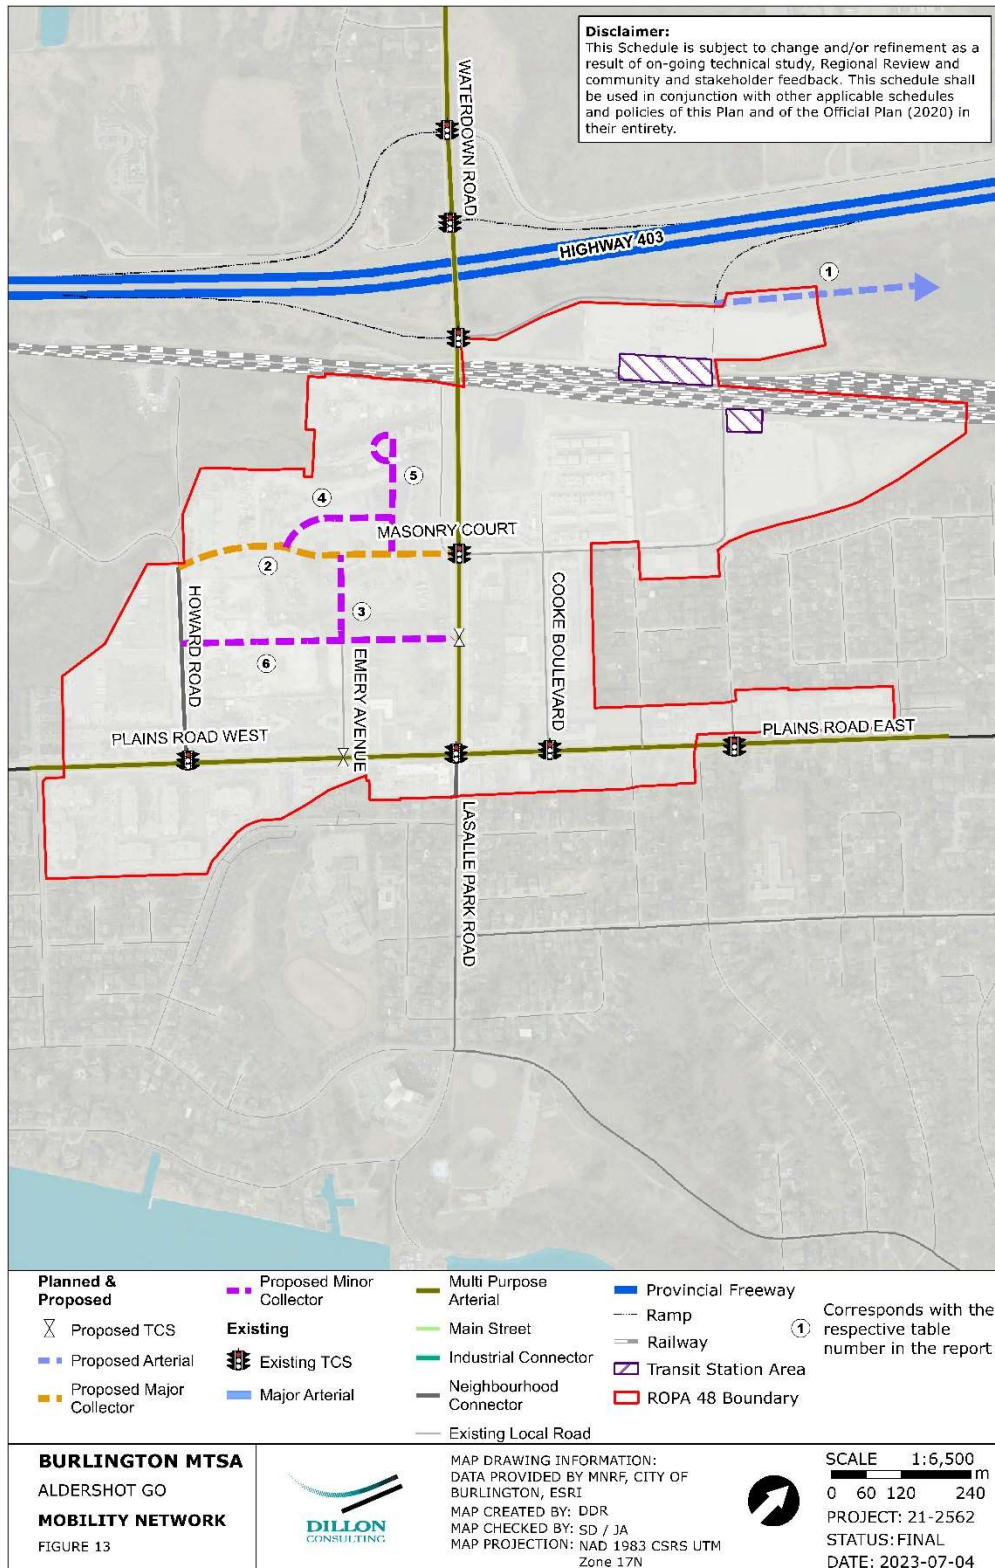 Disclaimer:
This Schedule is subject to change and/or refinement as a
result of on-going technical study, Regional Review and
community and stakeholder feedback. This schedule shall
be used in conjunction with other applicable schedules
and policies of this Plan and of the Official Plan (2020) in
their entirety.
WATERDOWN ROAD
HIGHWAY 403
1
5
4
MASONRY COURT
2
HOWARD ROAD
3
COOKE BOULEVARD
6
EMERY AVENUE
PLAINS ROAD WEST
PLAINS ROAD EAST
LASALLE PARK ROAD
Planned &
Proposed
Proposed TCS
Proposed Arterial
Proposed Major
Collector
Proposed Minor
Collector
Existing
Existing TCS
Major Arterial
Multi Purpose
Arterial
Main Street
Industrial Connector
Neighbourhood
Connector
Existing Local Road
Provincial Freeway
Ramp
Railway
Transit Station Area
ROPA 48 Boundary
1
Corresponds with the
respective table
number in the report
BURLINGTON MTSA
ALDERSHOT GO
MOBILITY NETWORK
FIGURE 13
DILLON
CONSULTING
MAP DRAWING INFORMATION:
DATA PROVIDED BY MNRF, CITY OF
BURLINGTON, ESRI
MAP CREATED BY: DDR
MAP CHECKED BY: SD / JA
MAP PROJECTION: NAD 1983 CSRS UTM
Zone 17N
SCALE 1:6,500
m
0 60 120 240
PROJECT: 21-2562
STATUS: FINAL
DATE: 2023-07-04